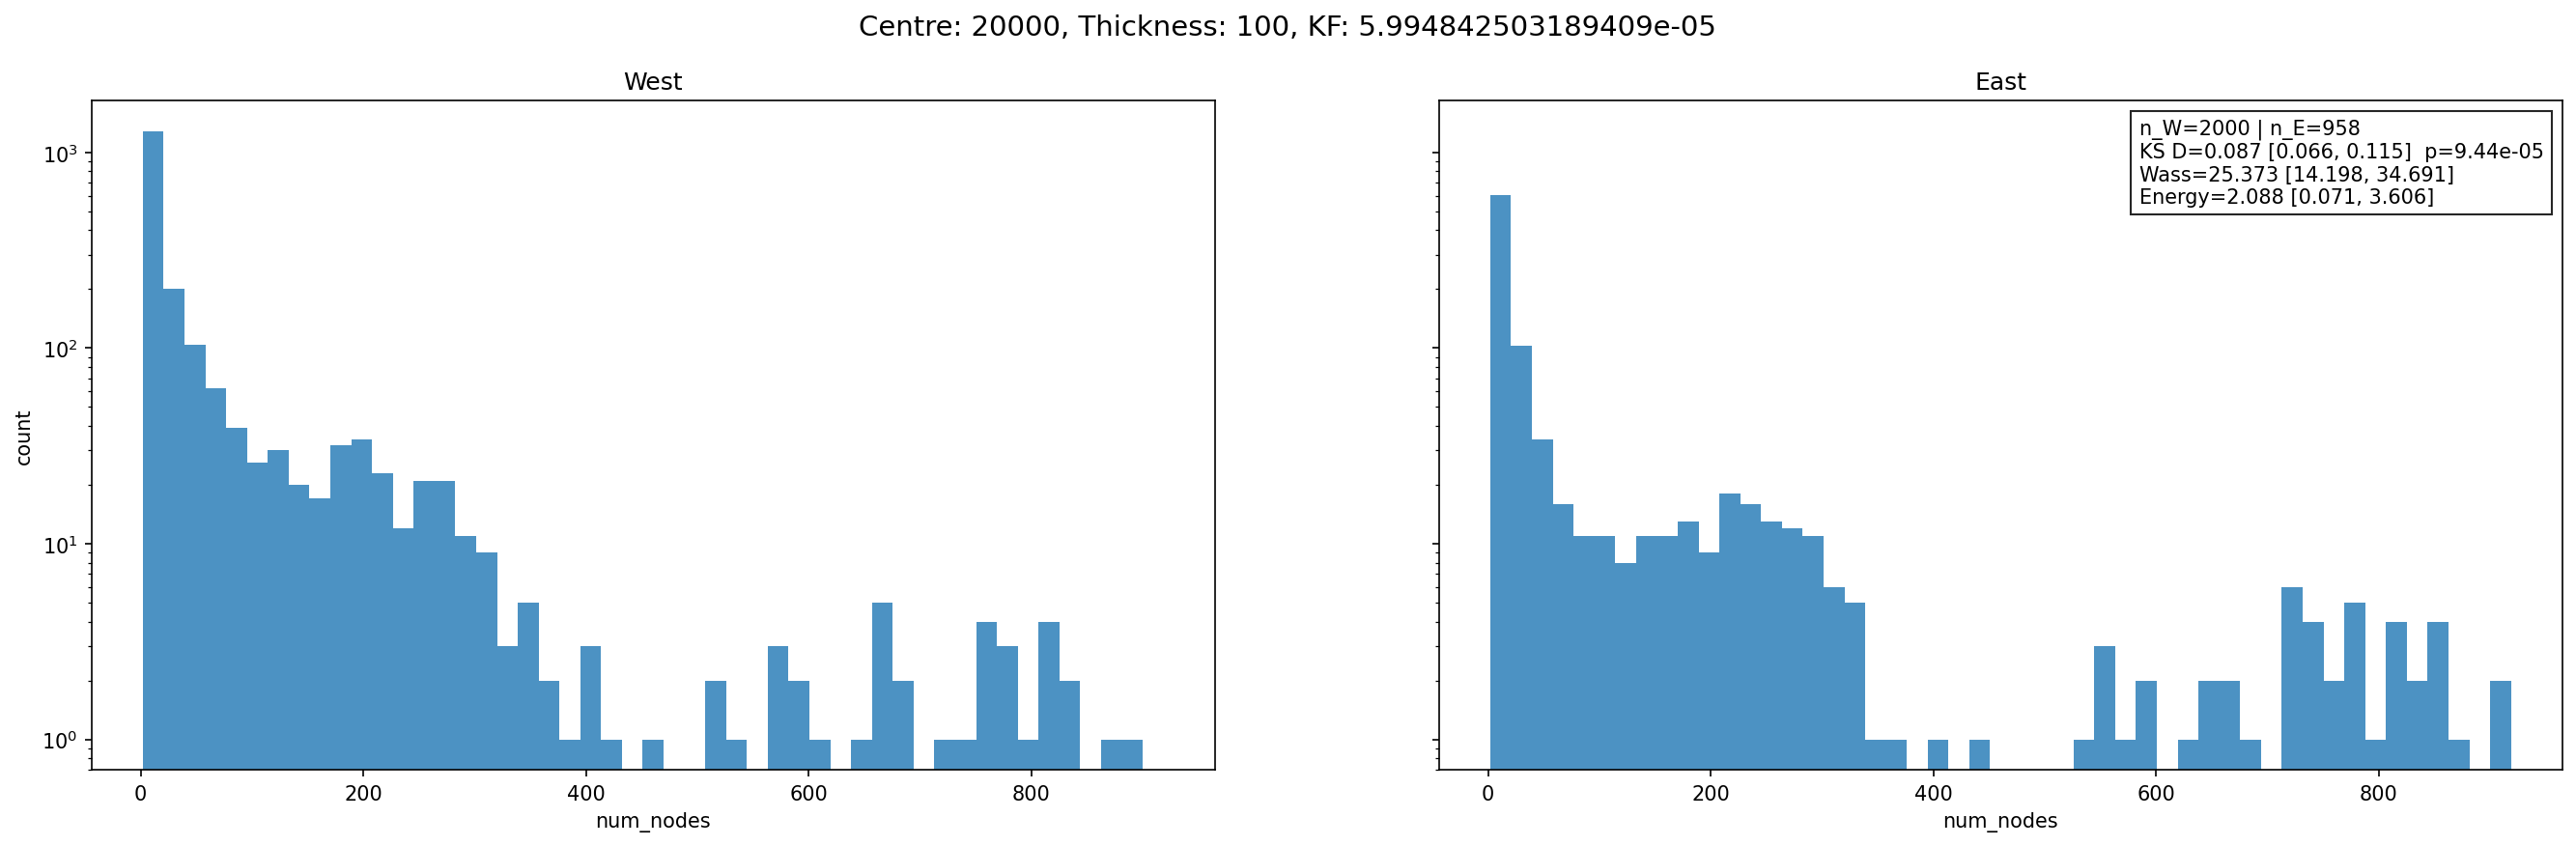 Centre: 20000, Thickness: 100, KF: 5.994842503189409e-05
West
East
n_W=2000 | n_E=958
KS D=0.087 [0.066, 0.115]  p=9.44e-05
Wass=25.373 [14.198, 34.691]
Energy=2.088 [0.071, 3.606]
10³
10²
10¹
10⁰
count
0 200 400 600 800
num_nodes
0 200 400 600 800
num_nodes